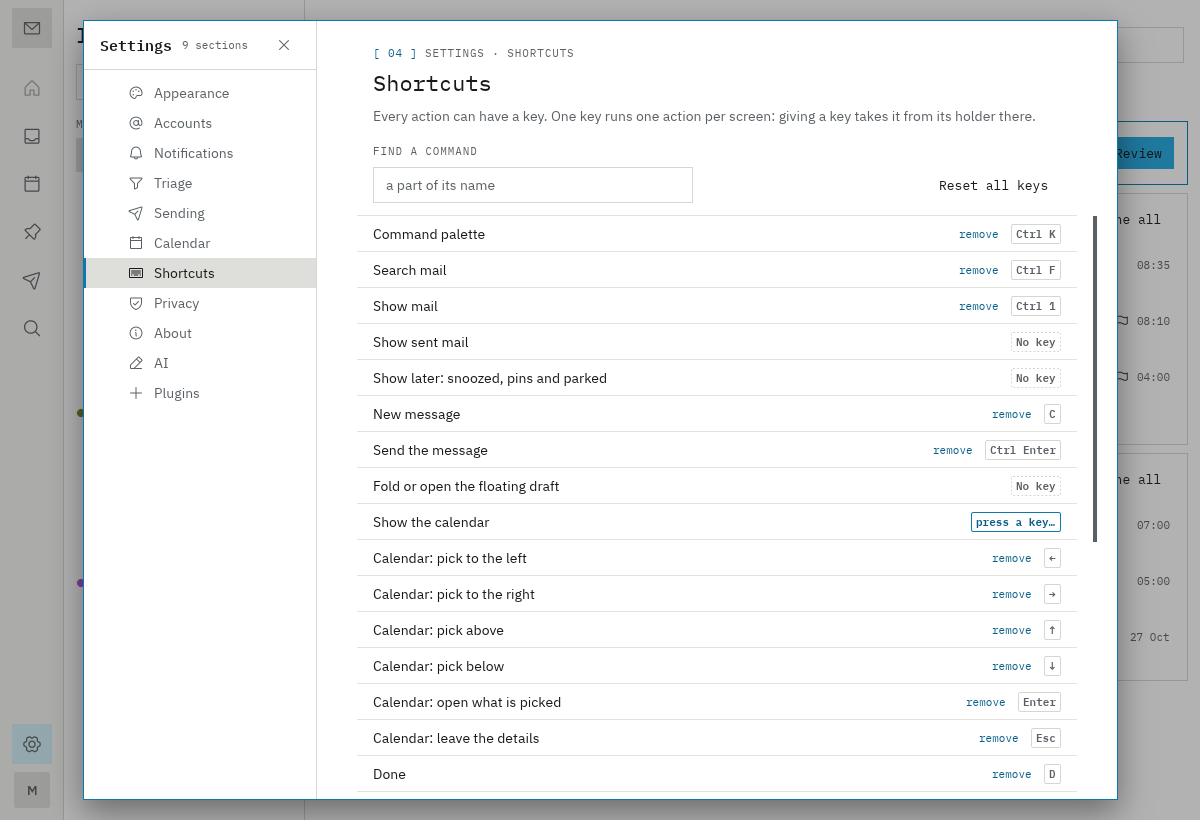 Settings 9 sections
Appearance
Accounts
Notifications
Triage
Sending
Calendar
Shortcuts
Privacy
About
AI
Plugins
M
[ 04 ] SETTINGS · SHORTCUTS
Shortcuts
Every action can have a key. One key runs one action per screen: giving a key takes it from its holder there.
FIND A COMMAND
a part of its name
Reset all keys
Command palette remove Ctrl K
Search mail remove Ctrl F
Show mail remove Ctrl 1
Show sent mail No key
Show later: snoozed, pins and parked No key
New message remove C
Send the message remove Ctrl Enter
Fold or open the floating draft No key
Show the calendar press a key…
Calendar: pick to the left remove ←
Calendar: pick to the right remove →
Calendar: pick above remove ↑
Calendar: pick below remove ↓
Calendar: open what is picked remove Enter
Calendar: leave the details remove Esc
Done remove D
Review
all
08:35
08:10
04:00
all
07:00
05:00
27 Oct